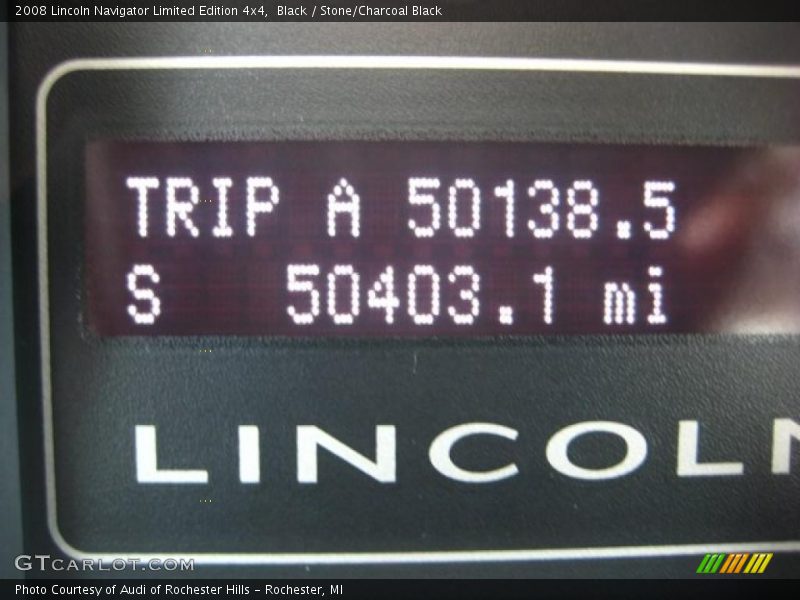 2008 Lincoln Navigator Limited Edition 4x4,  Black / Stone/Charcoal Black
TRIP A 50138.5
S 50403.1 mi
LINCOLN
GTCARLOT.COM
Photo Courtesy of Audi of Rochester Hills – Rochester, MI